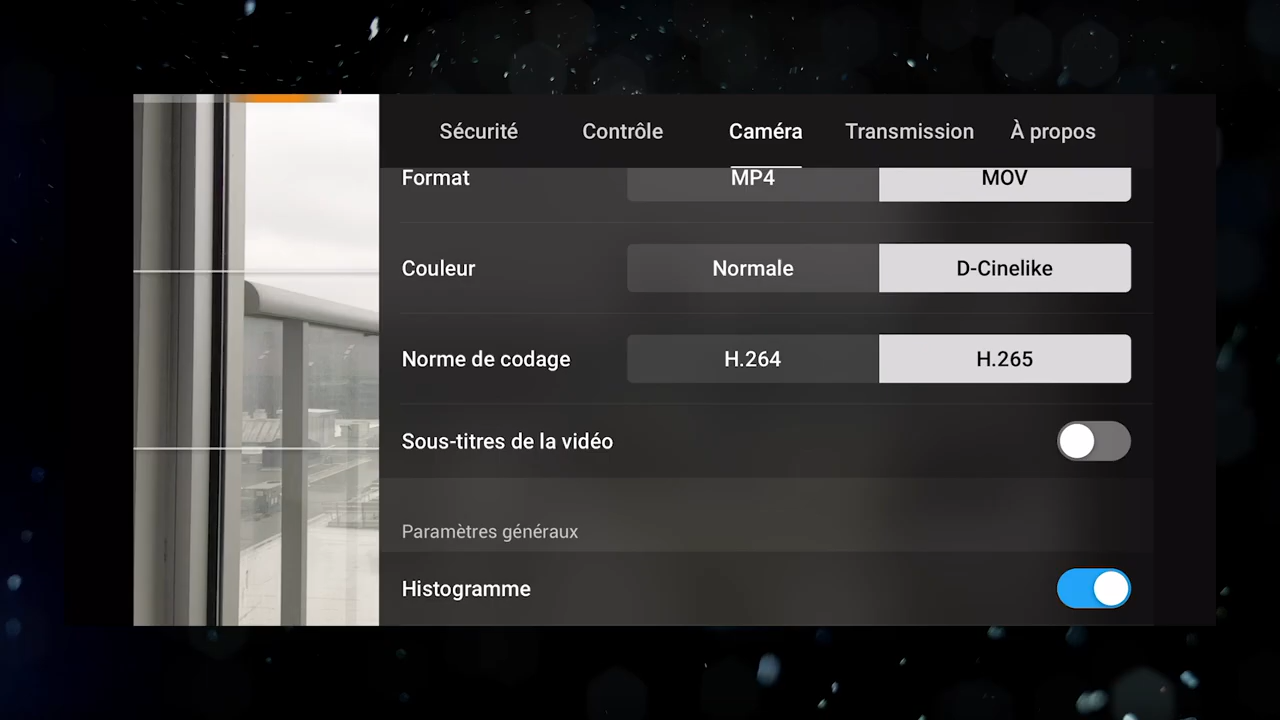 Sécurité Contrôle Caméra Transmission À propos
Format MP4 MOV
Couleur Normale D-Cinelike
Norme de codage H.264 H.265
Sous-titres de la vidéo
Paramètres généraux
Histogramme